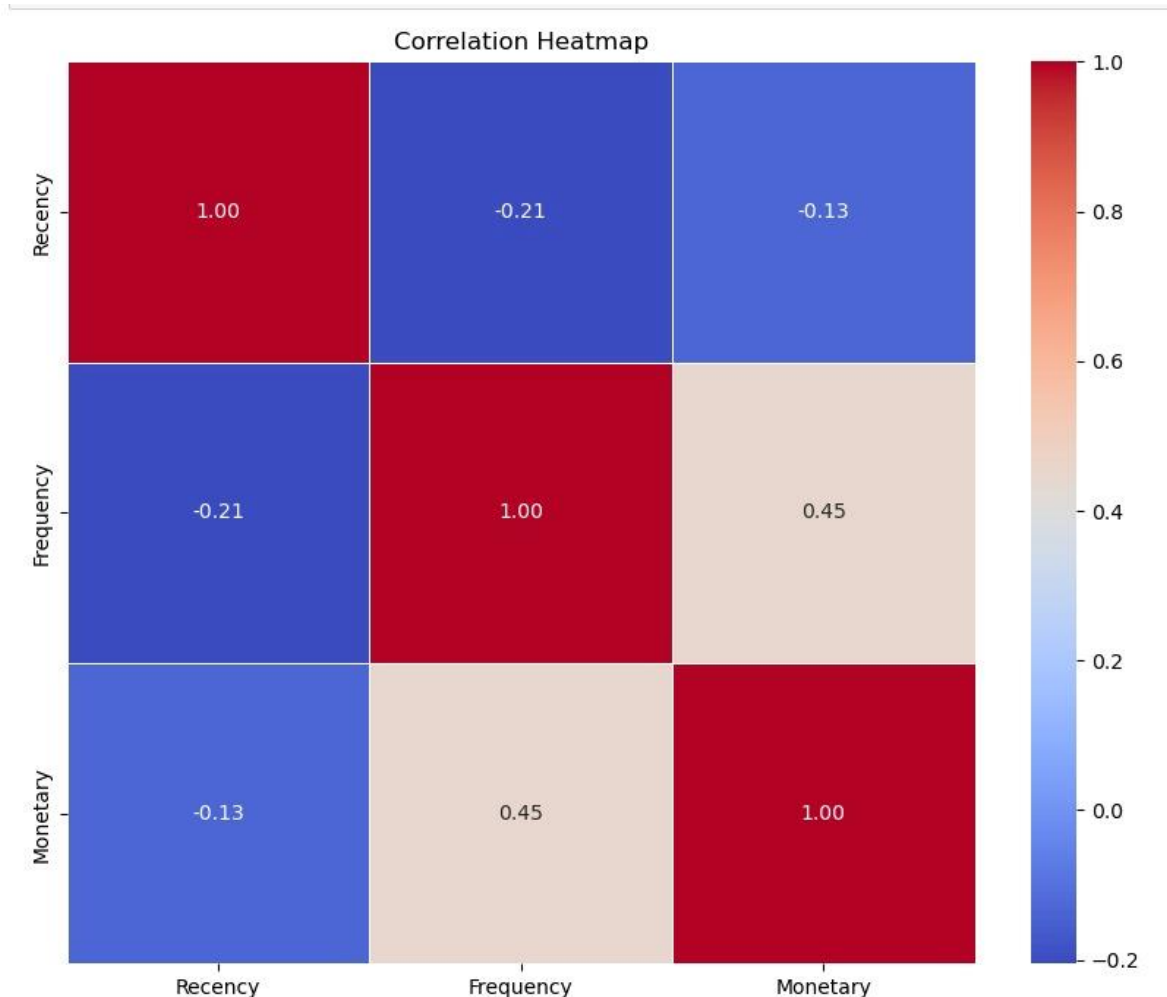 Correlation Heatmap
Recency
1.00
-0.21
-0.13
Frequency
-0.21
1.00
0.45
Monetary
-0.13
0.45
1.00
Recency
Frequency
Monetary
1.0
0.8
0.6
0.4
0.2
0.0
−0.2